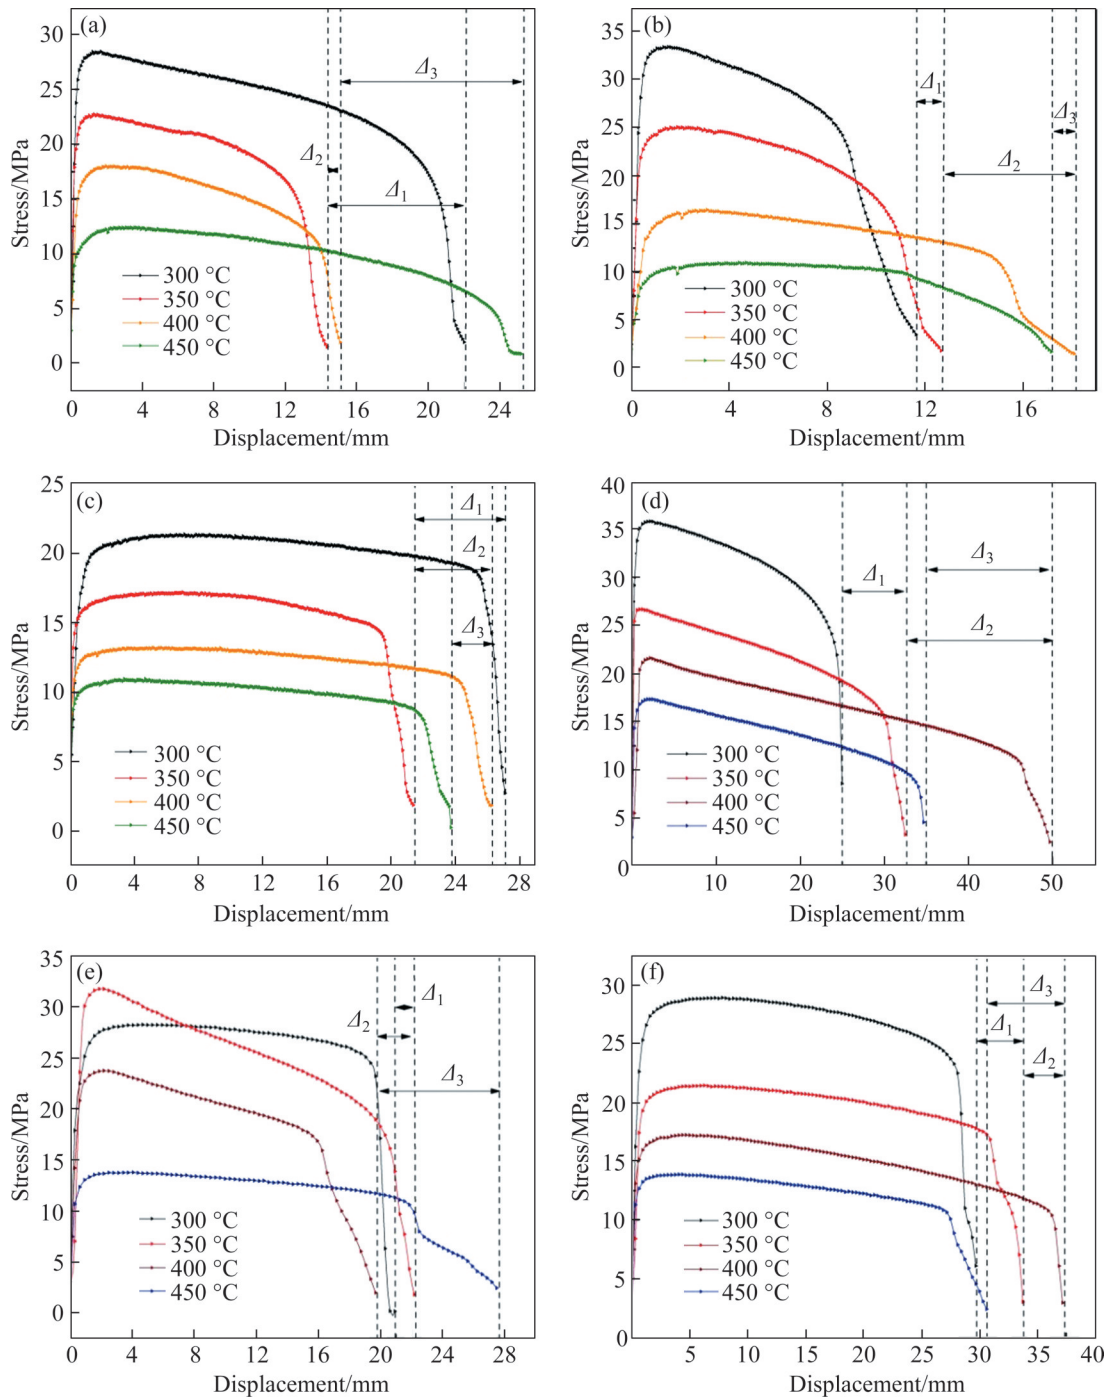 (a)
30
25
20
15
10
5
0
Stress/MPa
Δ3
Δ2
Δ1
300 °C
350 °C
400 °C
450 °C
0 4 8 12 16 20 24
Displacement/mm
(b)
35
30
25
20
15
10
5
0
Stress/MPa
Δ1
Δ3
Δ2
300 °C
350 °C
400 °C
450 °C
0 4 8 12 16
Displacement/mm
(c)
25
20
15
10
5
0
Stress/MPa
Δ1
Δ2
Δ3
300 °C
350 °C
400 °C
450 °C
0 4 8 12 16 20 24 28
Displacement/mm
(d)
40
35
30
25
20
15
10
5
0
Stress/MPa
Δ3
Δ1
Δ2
300 °C
350 °C
400 °C
450 °C
10 20 30 40 50
Displacement/mm
(e)
35
30
25
20
15
10
5
0
Stress/MPa
Δ1
Δ2
Δ3
300 °C
350 °C
400 °C
450 °C
0 4 8 12 16 20 24 28
Displacement/mm
(f)
30
25
20
15
10
5
0
Stress/MPa
Δ3
Δ1
Δ2
300 °C
350 °C
400 °C
450 °C
5 10 15 20 25 30 35 40
Displacement/mm